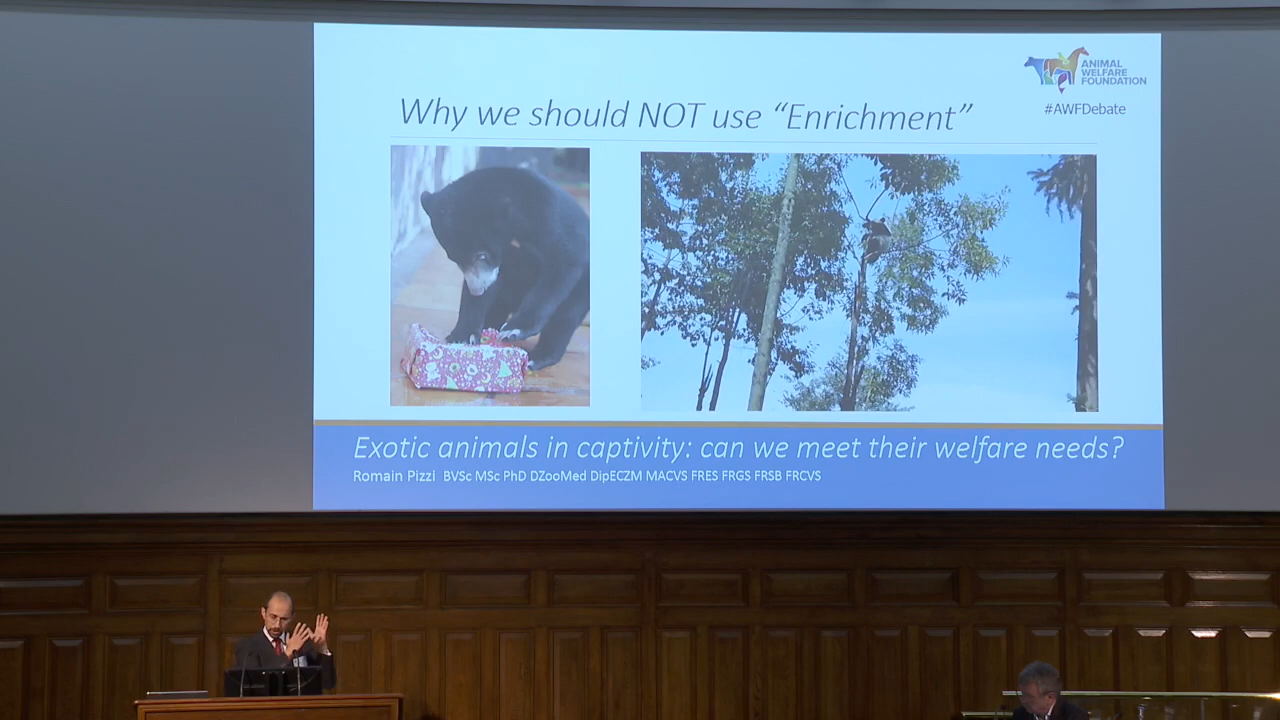 ANIMAL
WELFARE
FOUNDATION
#AWFDebate
Why we should NOT use “Enrichment”
Exotic animals in captivity: can we meet their welfare needs?
Romain Pizzi BVSc MSc PhD DZooMed DipECZM MACVS FRES FRGS FRSB FRCVS